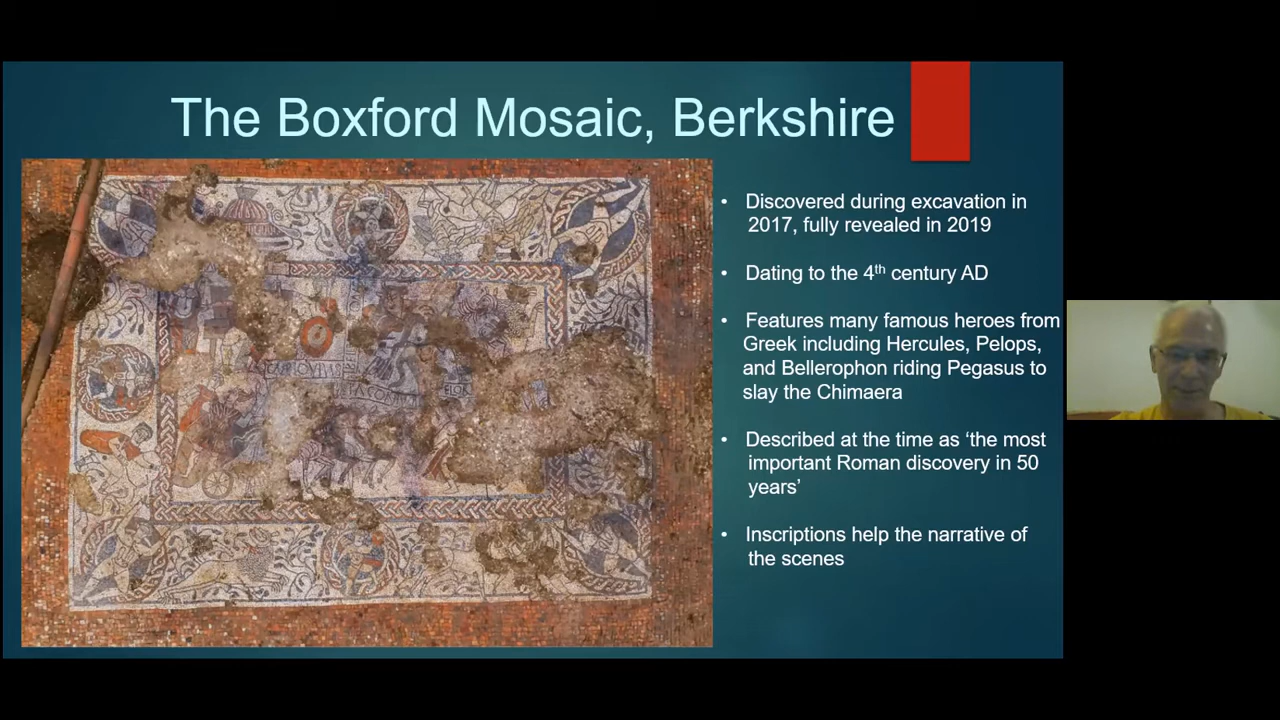 The Boxford Mosaic, Berkshire
• Discovered during excavation in
2017, fully revealed in 2019
• Dating to the 4th century AD
• Features many famous heroes from
Greek including Hercules, Pelops,
and Bellerophon riding Pegasus to
slay the Chimaera
• Described at the time as ‘the most
important Roman discovery in 50
years’
• Inscriptions help the narrative of
the scenes